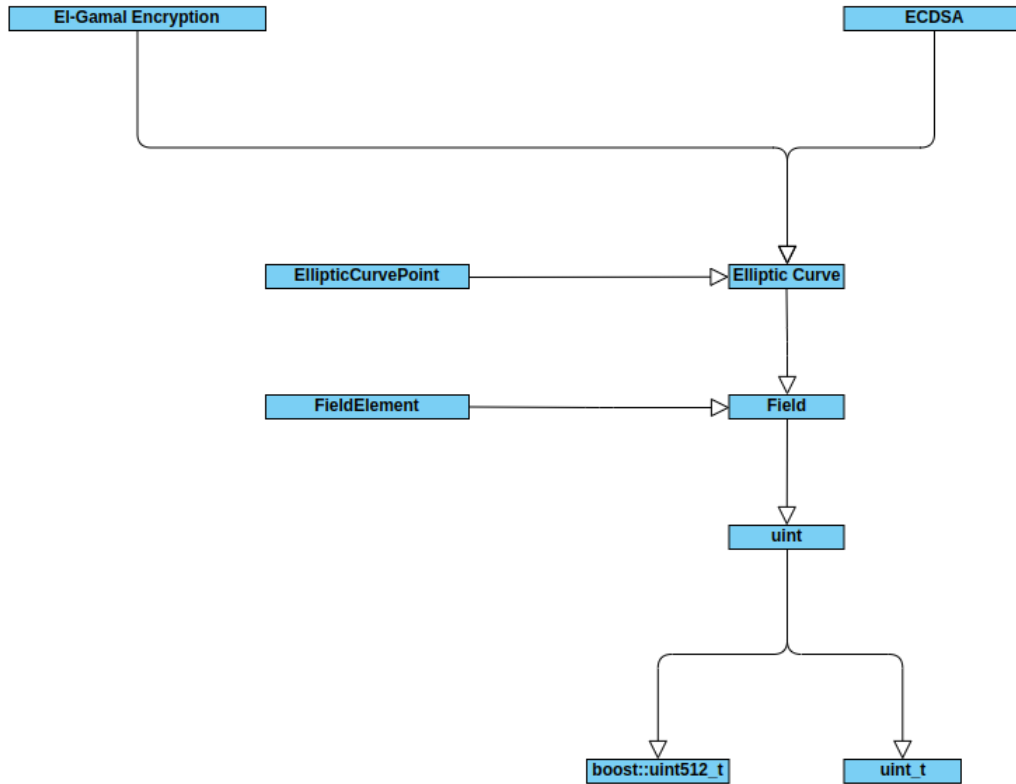 El-Gamal Encryption
ECDSA
EllipticCurvePoint
Elliptic Curve
FieldElement
Field
uint
boost::uint512_t
uint_t